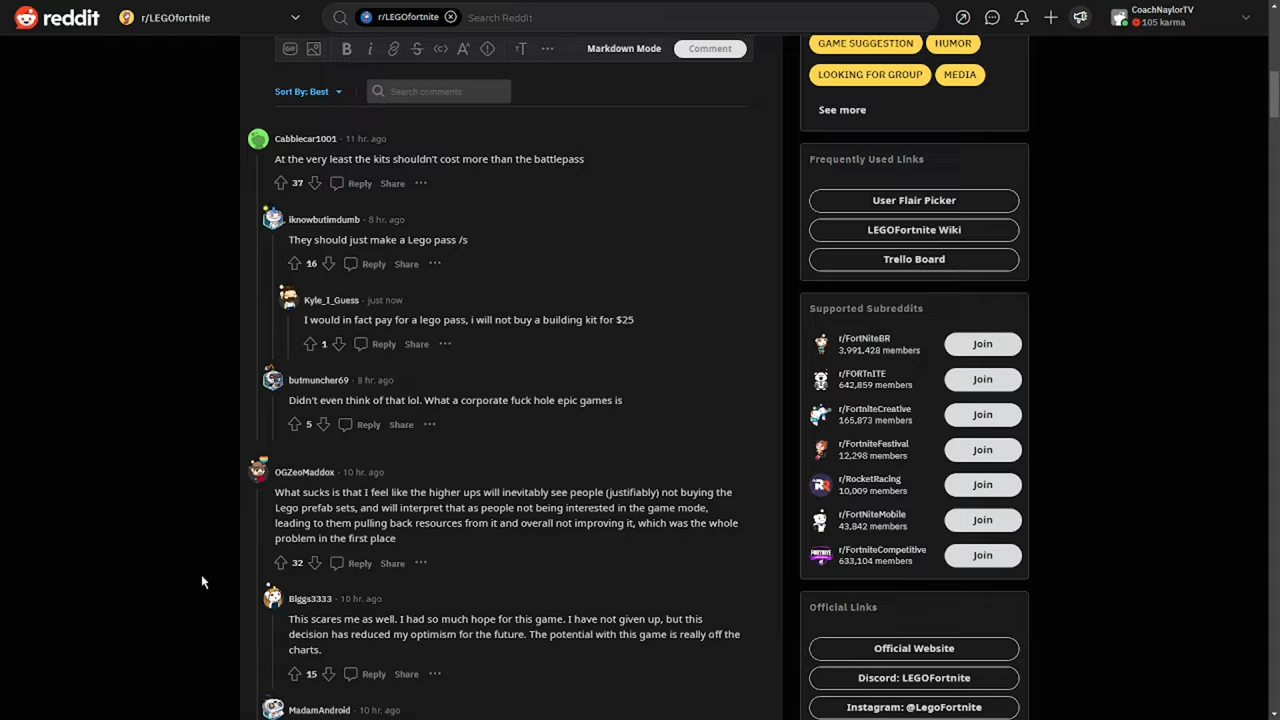 reddit
r/LEGOfortnite
r/LEGOfortnite
Search Reddit
CoachNaylorTV
105 karma
Markdown Mode
Comment
Sort By: Best
Search comments
Cabblecar1001 · 11 hr. ago
At the very least the kits shouldn't cost more than the battlepass
37 Reply Share
iknowbutimdumb · 8 hr. ago
They should just make a Lego pass /s
16 Reply Share
Kyle_I_Guess · just now
I would in fact pay for a lego pass, i will not buy a building kit for $25
1 Reply Share
butmuncher69 · 8 hr. ago
Didn't even think of that lol. What a corporate fuck hole epic games is
5 Reply Share
OGZeoMaddox · 10 hr. ago
What sucks is that I feel like the higher ups will inevitably see people (justifiably) not buying the
Lego prefab sets, and will interpret that as people not being interested in the game mode,
leading to them pulling back resources from it and overall not improving it, which was the whole
problem in the first place
32 Reply Share
Biggs3333 · 10 hr. ago
This scares me as well. I had so much hope for this game. I have not given up, but this
decision has reduced my optimism for the future. The potential with this game is really off the
charts.
15 Reply Share
MadamAndroid · 10 hr. ago
GAME SUGGESTION
HUMOR
LOOKING FOR GROUP
MEDIA
See more
Frequently Used Links
User Flair Picker
LEGOFortnite Wiki
Trello Board
Supported Subreddits
r/FortNiteBR
3,991,428 members
Join
r/FORTnITE
642,859 members
Join
r/FortniteCreative
165,873 members
Join
r/FortniteFestival
12,298 members
Join
r/RocketRacing
10,009 members
Join
r/FortNiteMobile
43,842 members
Join
r/FortniteCompetitive
633,104 members
Join
Official Links
Official Website
Discord: LEGOFortnite
Instagram: @LegoFortnite